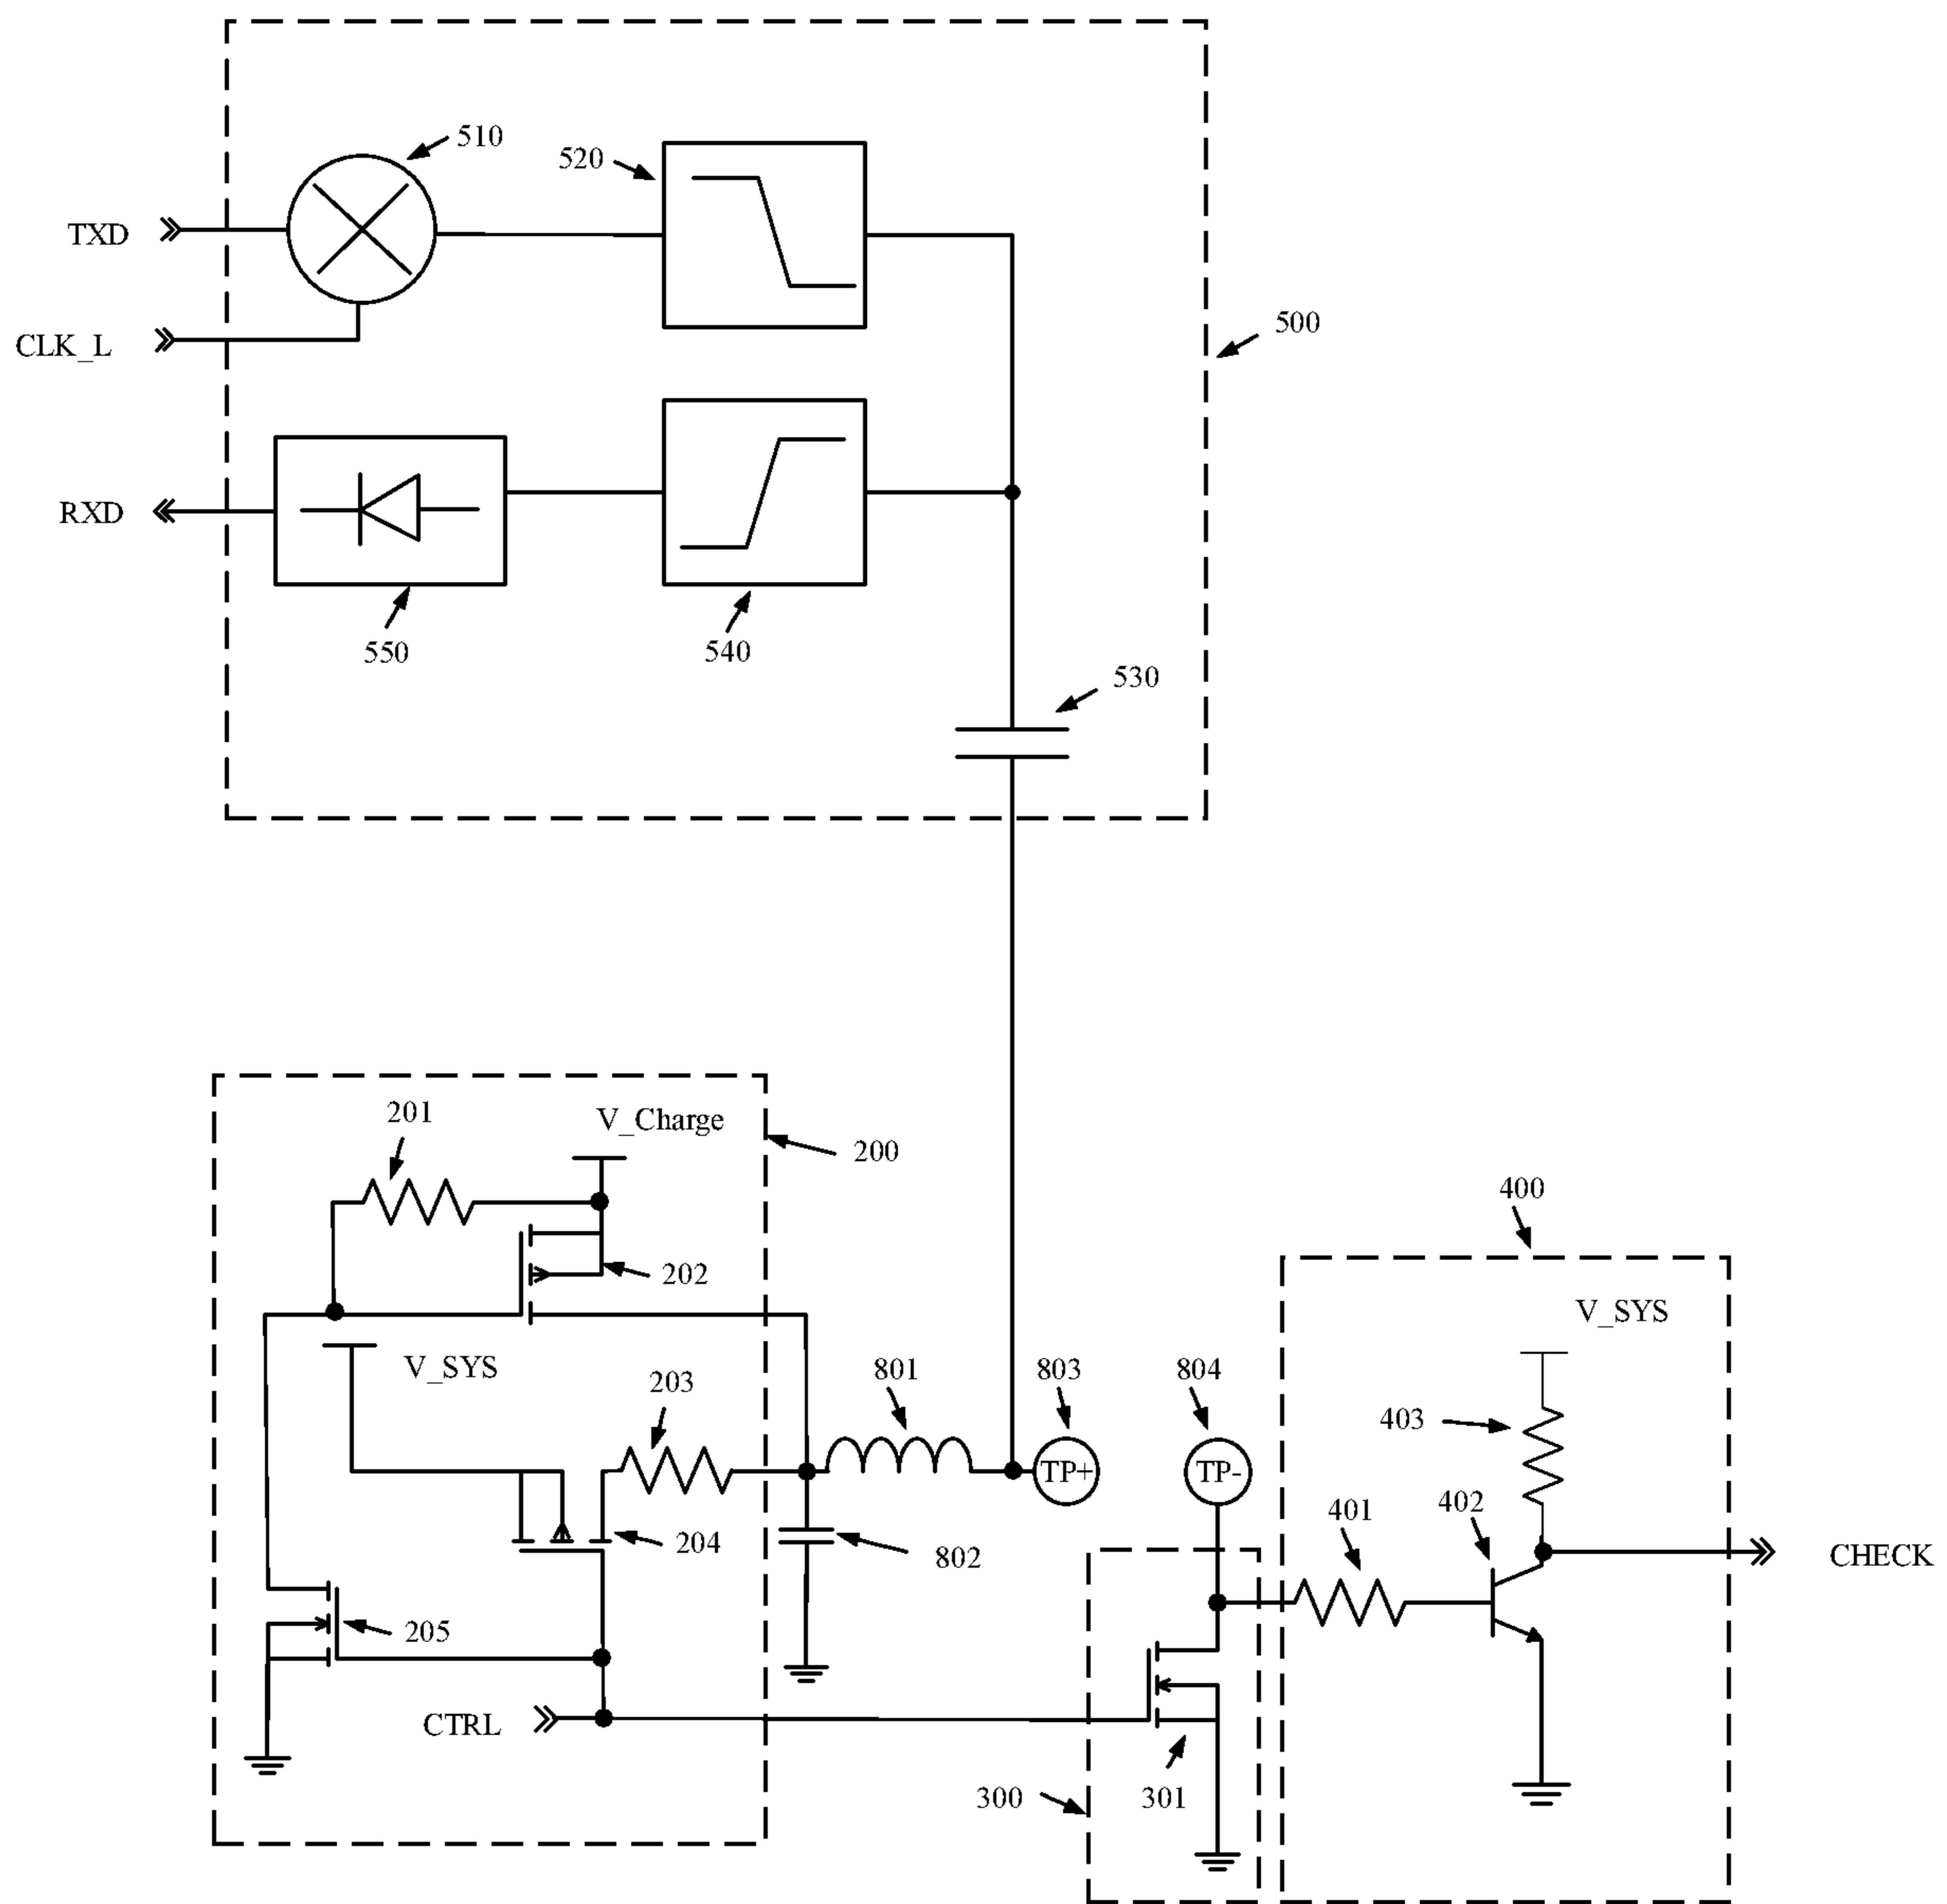 510
520
TXD
500
CLK_L
RXD
550
540
530
201
V_Charge
200
400
202
V_SYS
V_SYS
203
801
803
804
403
TP+
TP-
401
402
204
802
CHECK
205
CTRL
300
301